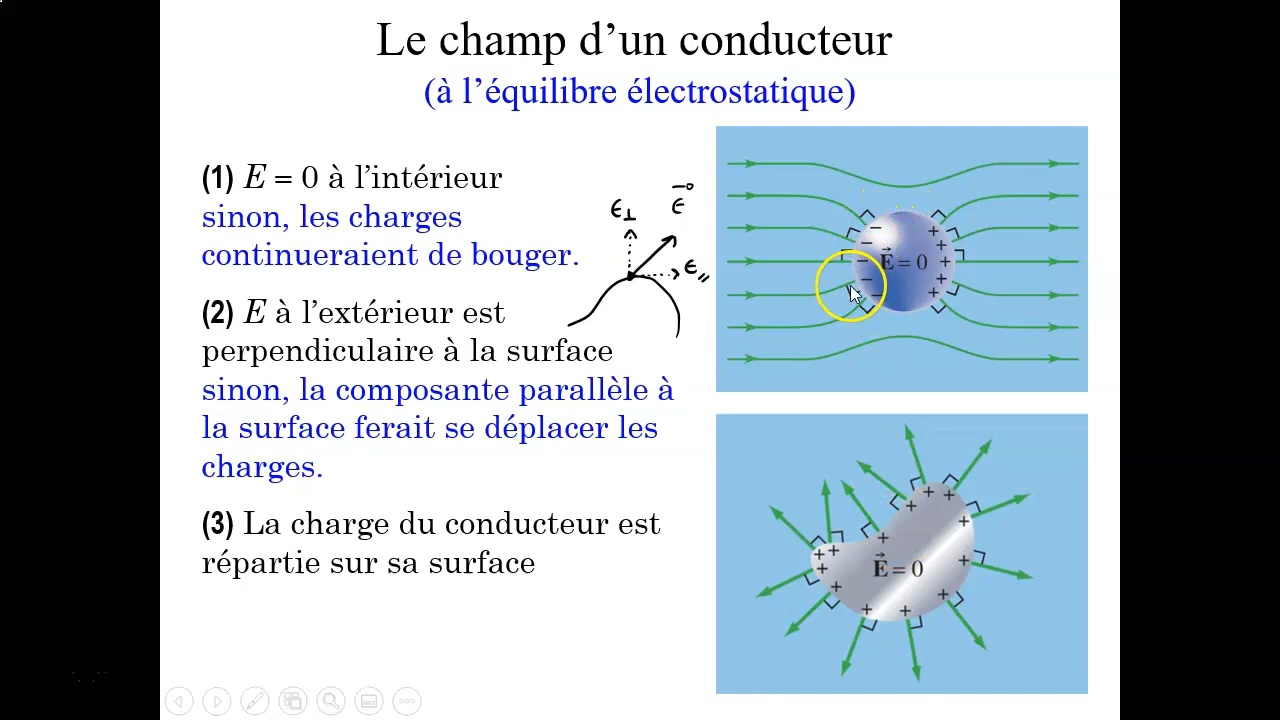 Le champ d’un conducteur
(à l’équilibre électrostatique)
(1) E = 0 à l’intérieur
sinon, les charges
continueraient de bouger.
(2) E à l’extérieur est
perpendiculaire à la surface
sinon, la composante parallèle à
la surface ferait se déplacer les
charges.
(3) La charge du conducteur est
répartie sur sa surface
E⊥
E⃗
E//
E⃗ = 0
E⃗ = 0